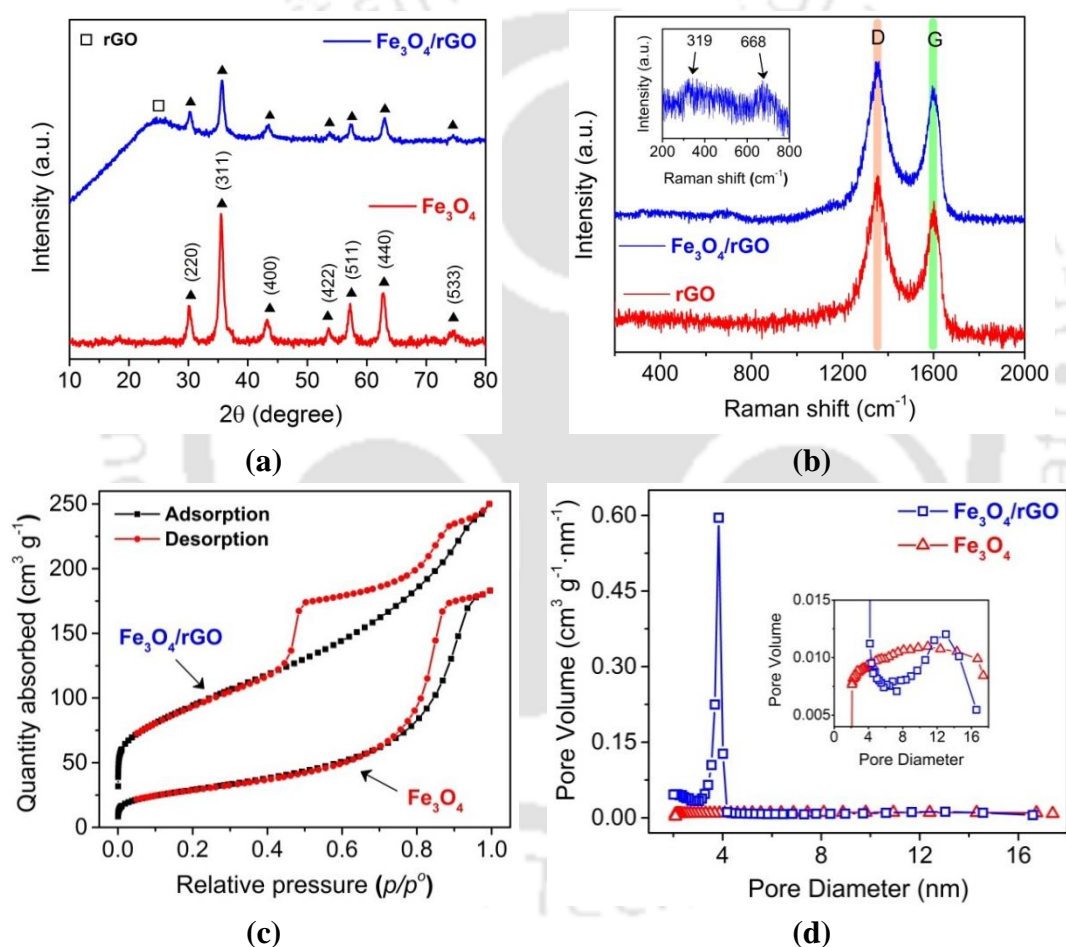 □ rGO
Fe₃O₄/rGO
Fe₃O₄
(220)
(311)
(400)
(422)
(511)
(440)
(533)
Intensity (a.u.)
10 20 30 40 50 60 70 80
2θ (degree)
(a)
D
G
319
668
Intensity (a.u.)
200 400 600 800
Raman shift (cm⁻¹)
Fe₃O₄/rGO
rGO
Intensity (a.u.)
400 800 1200 1600 2000
Raman shift (cm⁻¹)
(b)
Adsorption
Desorption
Fe₃O₄/rGO
Fe₃O₄
250
200
150
100
50
0
Quantity absorbed (cm³ g⁻¹)
0.0 0.2 0.4 0.6 0.8 1.0
Relative pressure (p/pº)
(c)
Fe₃O₄/rGO
Fe₃O₄
0.60
0.45
0.30
0.15
0.00
Pore Volume (cm³ g⁻¹·nm⁻¹)
0.015
0.010
0.005
Pore Volume
0 4 8 12 16
Pore Diameter
4 8 12 16
Pore Diameter (nm)
(d)